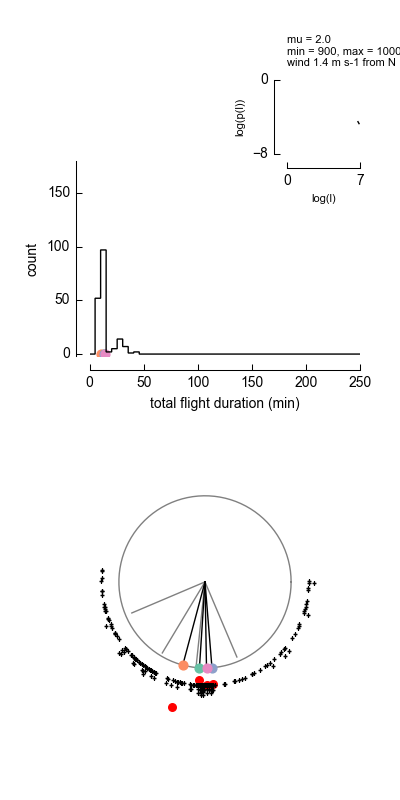 mu = 2.0
min = 900, max = 1000
wind 1.4 m s-1 from N
0
log(p(l))
−8
0 7
log(l)
150
100
50
0
count
0 50 100 150 200 250
total flight duration (min)